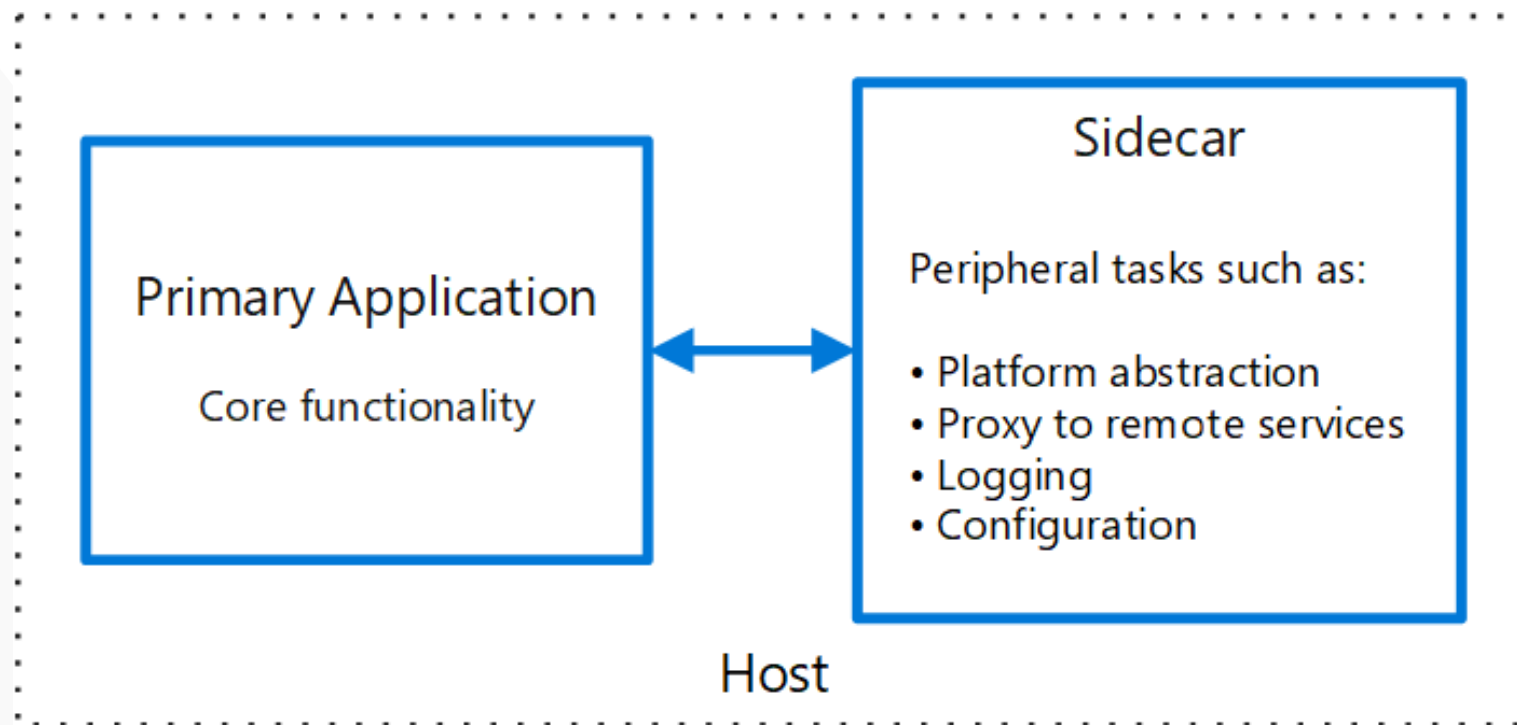 Primary Application
Core functionality
Sidecar
Peripheral tasks such as:
• Platform abstraction
• Proxy to remote services
• Logging
• Configuration
Host